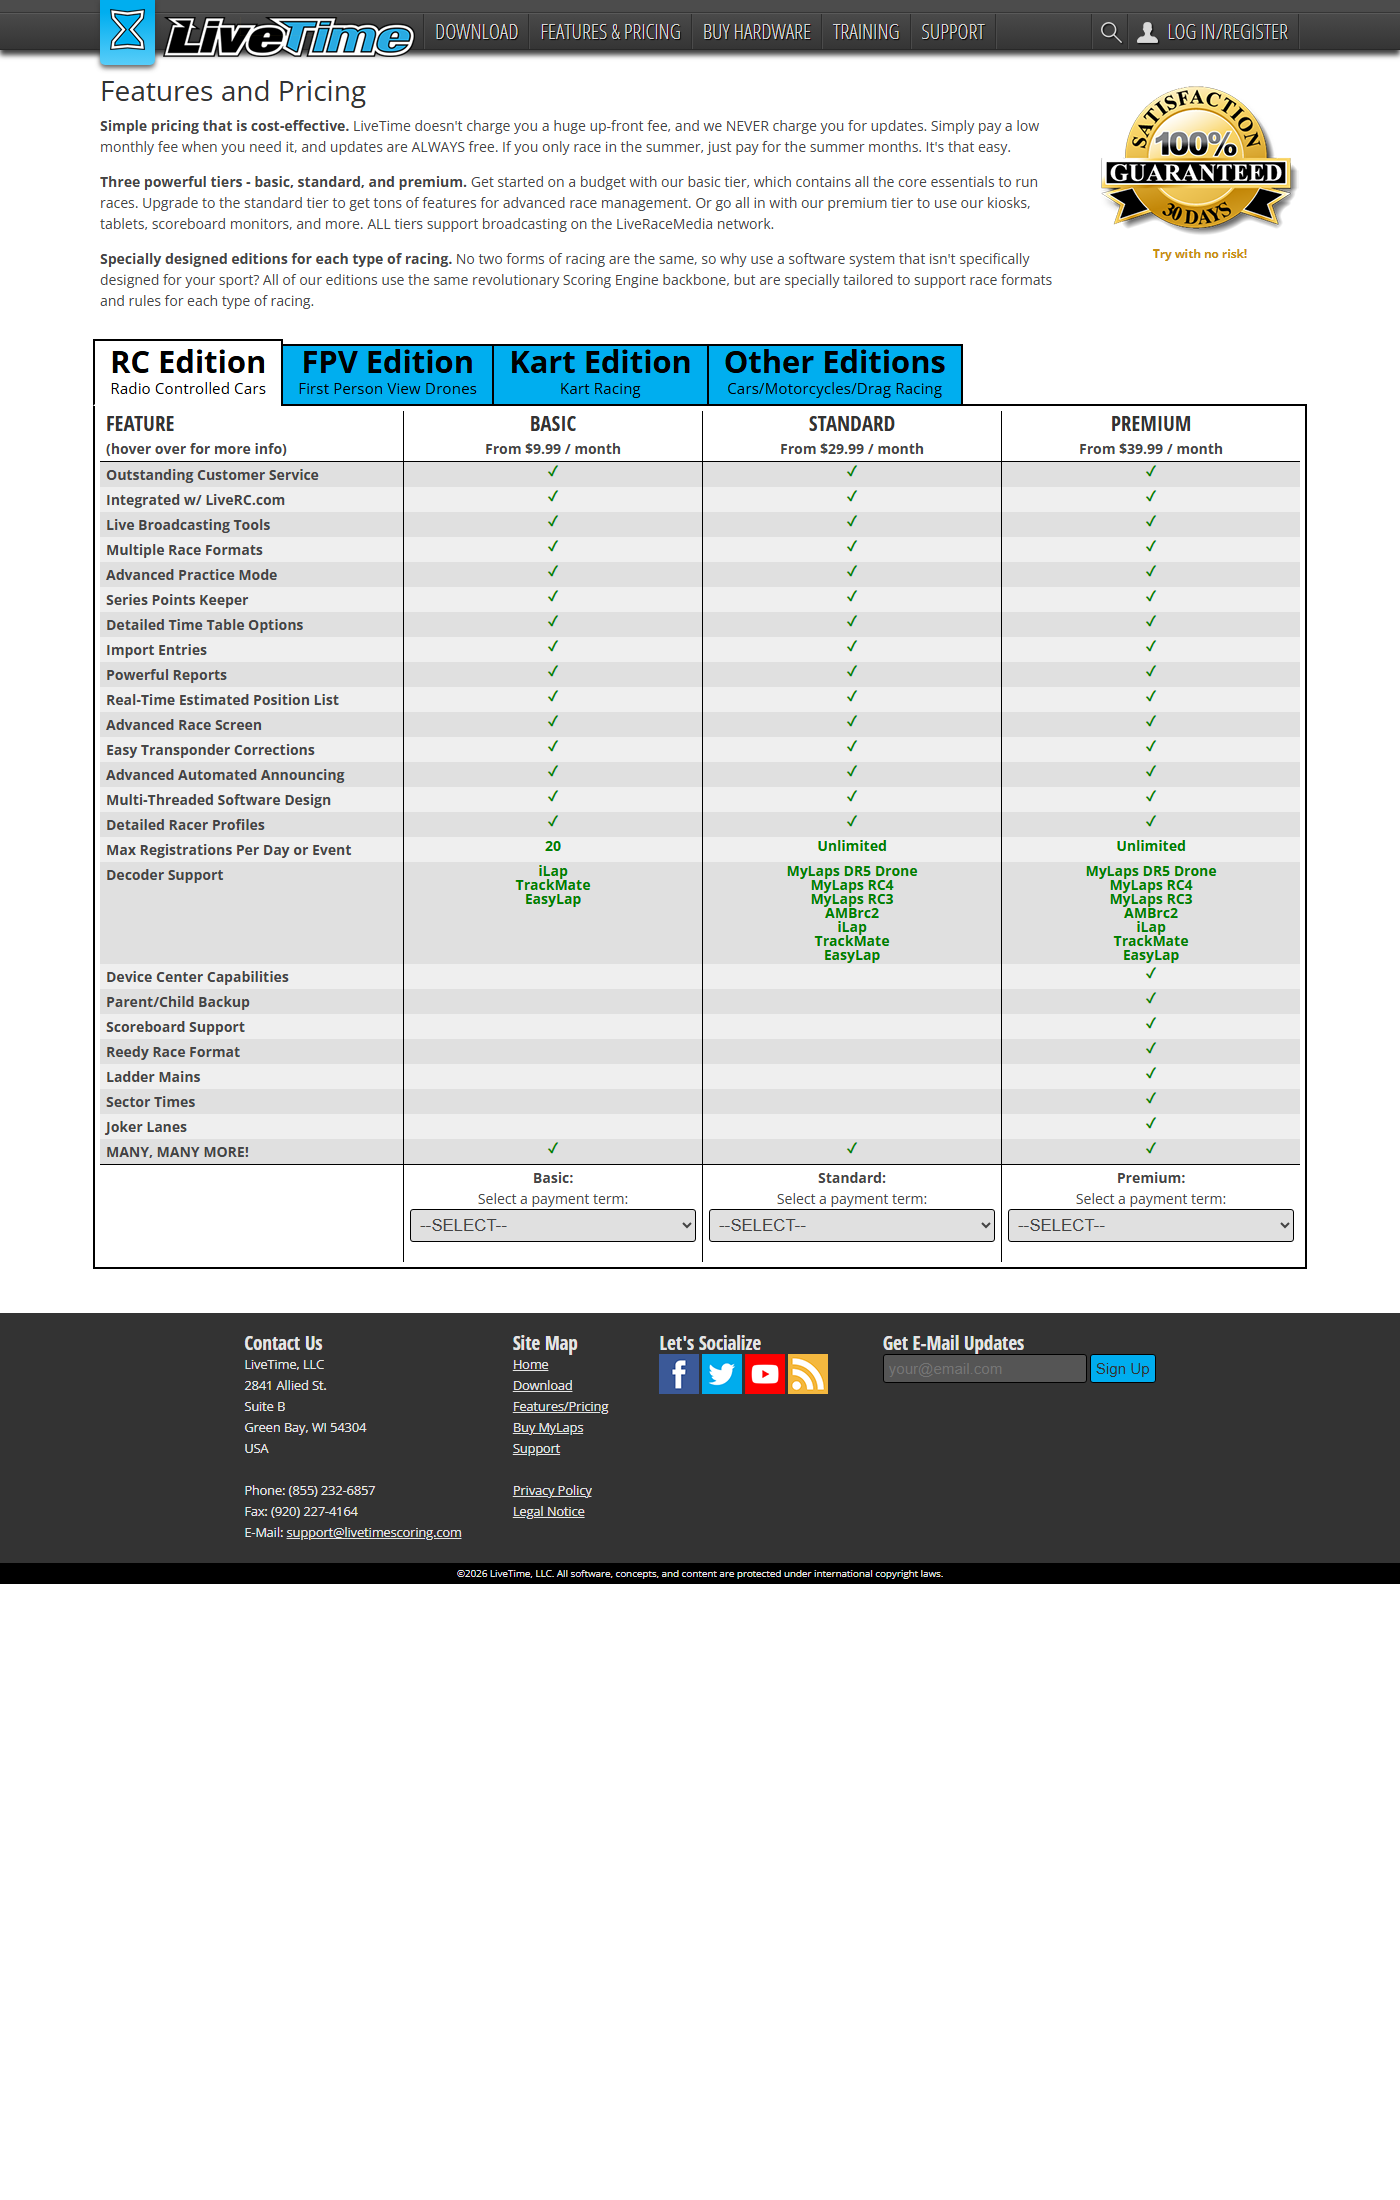 LiveTime
DOWNLOAD
FEATURES & PRICING
BUY HARDWARE
TRAINING
SUPPORT
LOG IN/REGISTER
Features and Pricing
Simple pricing that is cost-effective. LiveTime doesn't charge you a huge up-front fee, and we NEVER charge you for updates. Simply pay a low
monthly fee when you need it, and updates are ALWAYS free. If you only race in the summer, just pay for the summer months. It's that easy.
Three powerful tiers - basic, standard, and premium. Get started on a budget with our basic tier, which contains all the core essentials to run
races. Upgrade to the standard tier to get tons of features for advanced race management. Or go all in with our premium tier to use our kiosks,
tablets, scoreboard monitors, and more. ALL tiers support broadcasting on the LiveRaceMedia network.
Specially designed editions for each type of racing. No two forms of racing are the same, so why use a software system that isn't specifically
designed for your sport? All of our editions use the same revolutionary Scoring Engine backbone, but are specially tailored to support race formats
and rules for each type of racing.
SATISFACTION
100%
GUARANTEED
30 DAYS
Try with no risk!
RC Edition
Radio Controlled Cars
FPV Edition
First Person View Drones
Kart Edition
Kart Racing
Other Editions
Cars/Motorcycles/Drag Racing
FEATURE BASIC STANDARD PREMIUM
(hover over for more info) From $9.99 / month From $29.99 / month From $39.99 / month
Outstanding Customer Service ✓ ✓ ✓
Integrated w/ LiveRC.com ✓ ✓ ✓
Live Broadcasting Tools ✓ ✓ ✓
Multiple Race Formats ✓ ✓ ✓
Advanced Practice Mode ✓ ✓ ✓
Series Points Keeper ✓ ✓ ✓
Detailed Time Table Options ✓ ✓ ✓
Import Entries ✓ ✓ ✓
Powerful Reports ✓ ✓ ✓
Real-Time Estimated Position List ✓ ✓ ✓
Advanced Race Screen ✓ ✓ ✓
Easy Transponder Corrections ✓ ✓ ✓
Advanced Automated Announcing ✓ ✓ ✓
Multi-Threaded Software Design ✓ ✓ ✓
Detailed Racer Profiles ✓ ✓ ✓
Max Registrations Per Day or Event 20 Unlimited Unlimited
Decoder Support iLap MyLaps DR5 Drone MyLaps DR5 Drone
TrackMate MyLaps RC4 MyLaps RC4
EasyLap MyLaps RC3 MyLaps RC3
AMBrc2 AMBrc2
iLap iLap
TrackMate TrackMate
EasyLap EasyLap
Device Center Capabilities ✓
Parent/Child Backup ✓
Scoreboard Support ✓
Reedy Race Format ✓
Ladder Mains ✓
Sector Times ✓
Joker Lanes ✓
MANY, MANY MORE! ✓ ✓ ✓
Basic: Standard: Premium:
Select a payment term: Select a payment term: Select a payment term:
--SELECT-- --SELECT-- --SELECT--
Contact Us
LiveTime, LLC
2841 Allied St.
Suite B
Green Bay, WI 54304
USA
Phone: (855) 232-6857
Fax: (920) 227-4164
E-Mail: support@livetimescoring.com
Site Map
Home
Download
Features/Pricing
Buy MyLaps
Support
Privacy Policy
Legal Notice
Let's Socialize
Get E-Mail Updates
your@email.com
Sign Up
©2026 LiveTime, LLC. All software, concepts, and content are protected under international copyright laws.